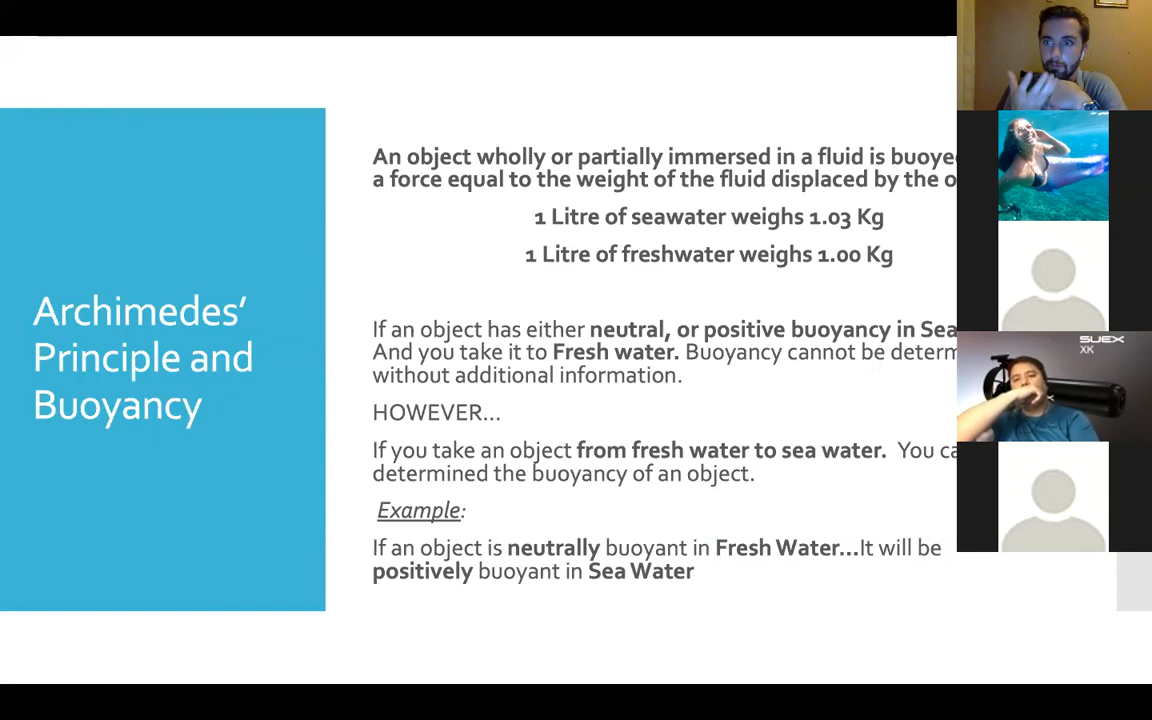 Archimedes'
Principle and
Buoyancy
An object wholly or partially immersed in a fluid is
a force equal to the weight of the fluid displaced by the
1 Litre of seawater weighs 1.03 Kg
1 Litre of freshwater weighs 1.00 Kg
If an object has either neutral, or positive buoyancy in Sea
And you take it to Fresh water. Buoyancy cannot be
without additional information.
HOWEVER...
If you take an object from fresh water to sea water. You
determined the buoyancy of an object.
Example:
If an object is neutrally buoyant in Fresh Water...It will be
positively buoyant in Sea Water
SUEX
XK